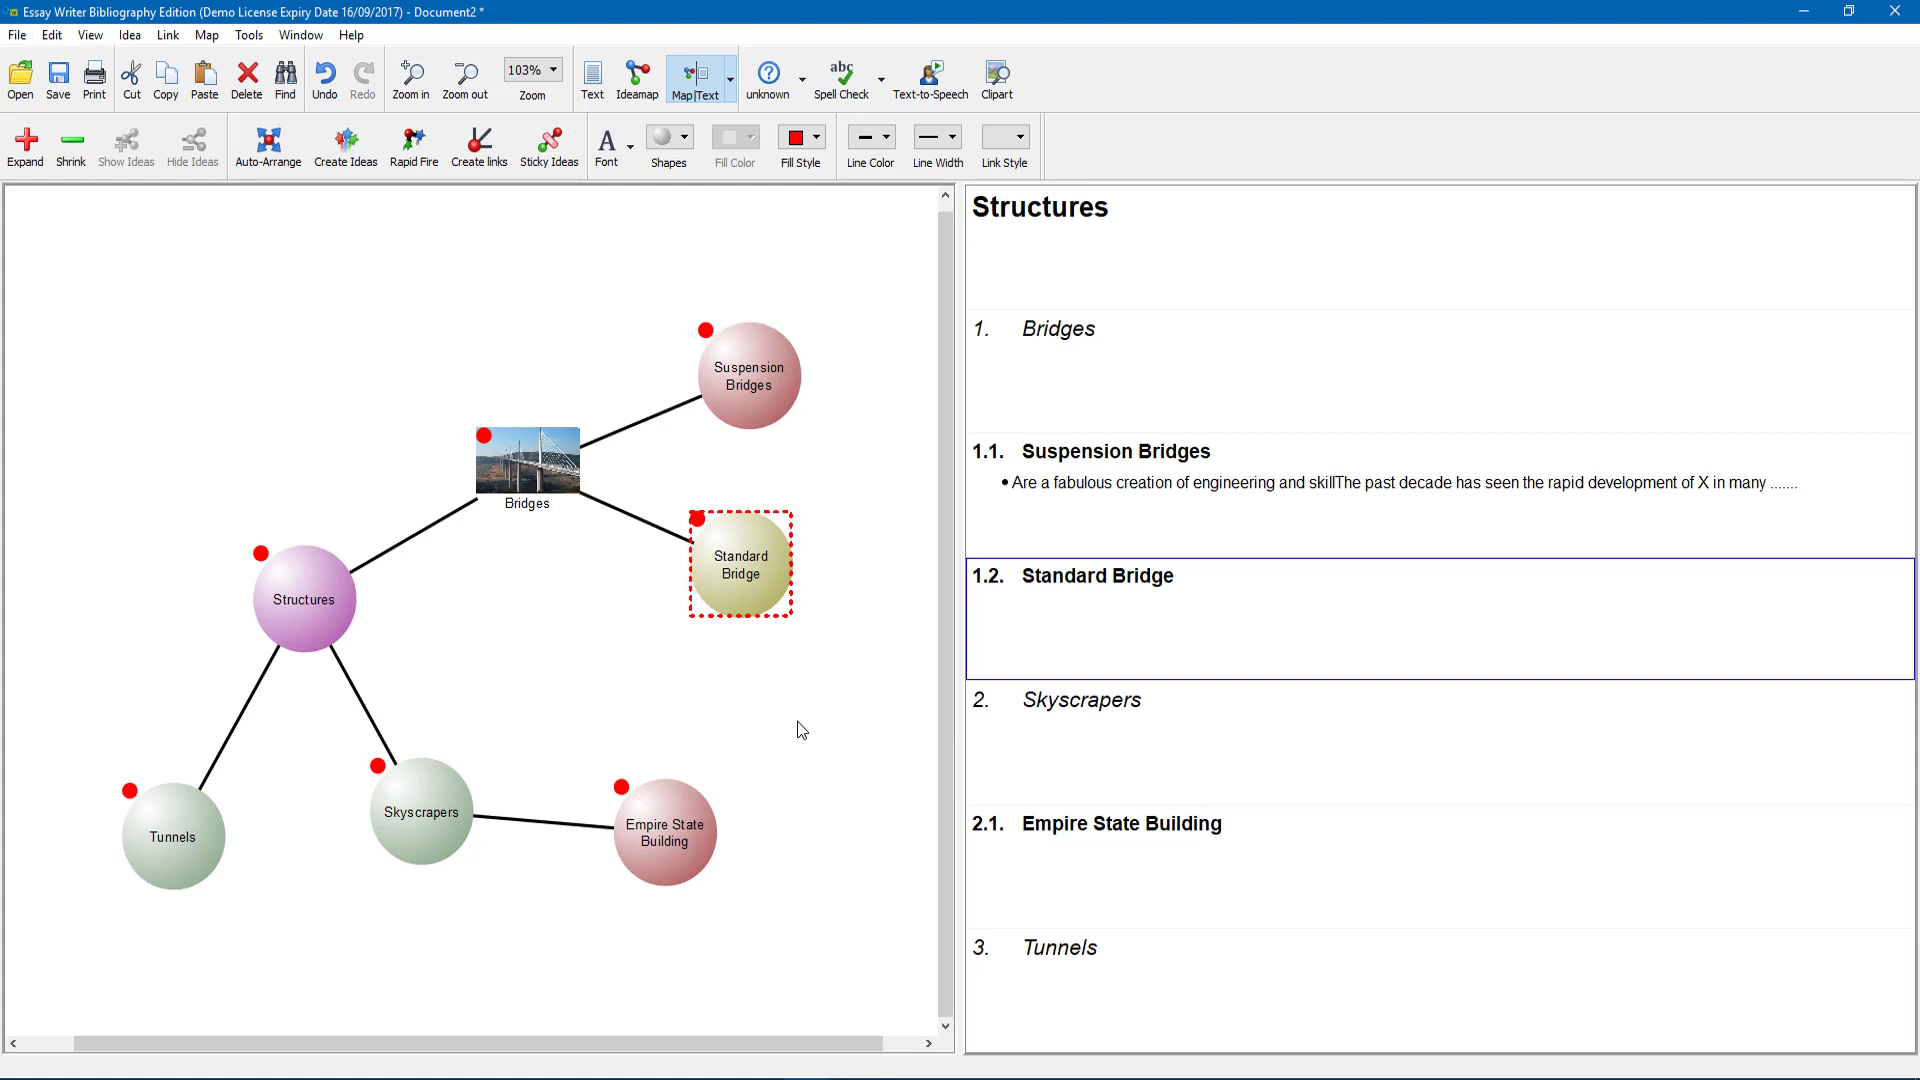 Essay Writer Bibliography Edition (Demo License Expiry Date 16/09/2017) - Document2 *
File Edit View Idea Link Map Tools Window Help
Open Save Print Cut Copy Paste Delete Find Undo Redo Zoom in Zoom out 103% Zoom Text Ideamap Map|Text unknown abc Spell Check Text-to-Speech Clipart
Expand Shrink Show Ideas Hide Ideas Auto-Arrange Create Ideas Rapid Fire Create links Sticky Ideas A Font Shapes Fill Color Fill Style Line Color Line Width Link Style
Suspension
Bridges
Bridges
Standard
Bridge
Structures
Tunnels
Skyscrapers
Empire State
Building
Structures
1. Bridges
1.1. Suspension Bridges
• Are a fabulous creation of engineering and skillThe past decade has seen the rapid development of X in many .......
1.2. Standard Bridge
2. Skyscrapers
2.1. Empire State Building
3. Tunnels